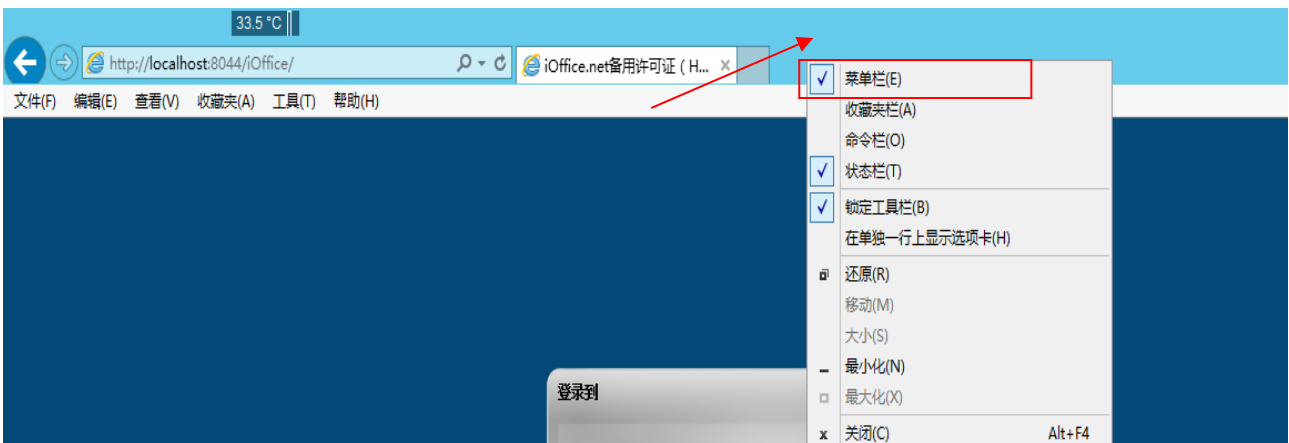 33.5 °C
http://localhost:8044/iOffice/
iOffice.net备用许可证 ( H...
文件(F) 编辑(E) 查看(V) 收藏夹(A) 工具(T) 帮助(H)
菜单栏(E)
收藏夹栏(A)
命令栏(O)
状态栏(T)
锁定工具栏(B)
在单独一行上显示选项卡(H)
还原(R)
移动(M)
大小(S)
最小化(N)
最大化(X)
关闭(C) Alt+F4
登录到